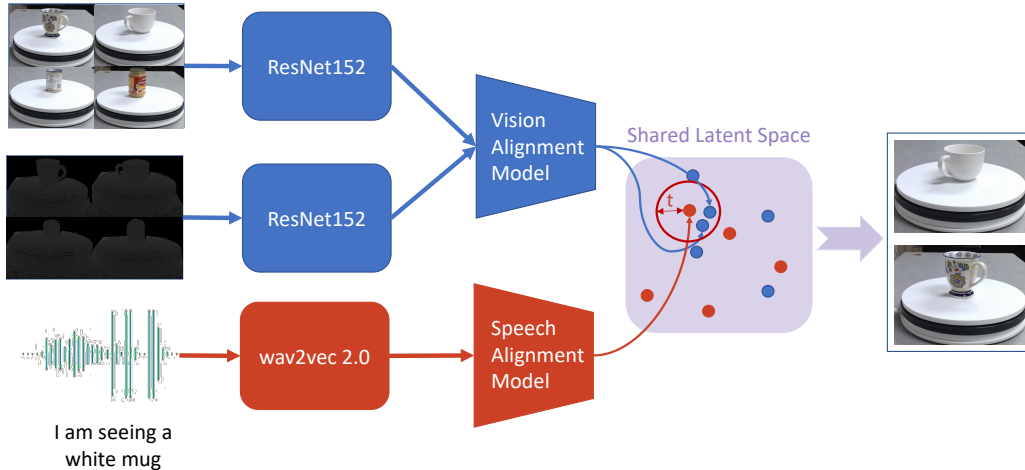 ResNet152
ResNet152
Vision
Alignment
Model
Shared Latent Space
t
wav2vec 2.0
Speech
Alignment
Model
I am seeing a
white mug